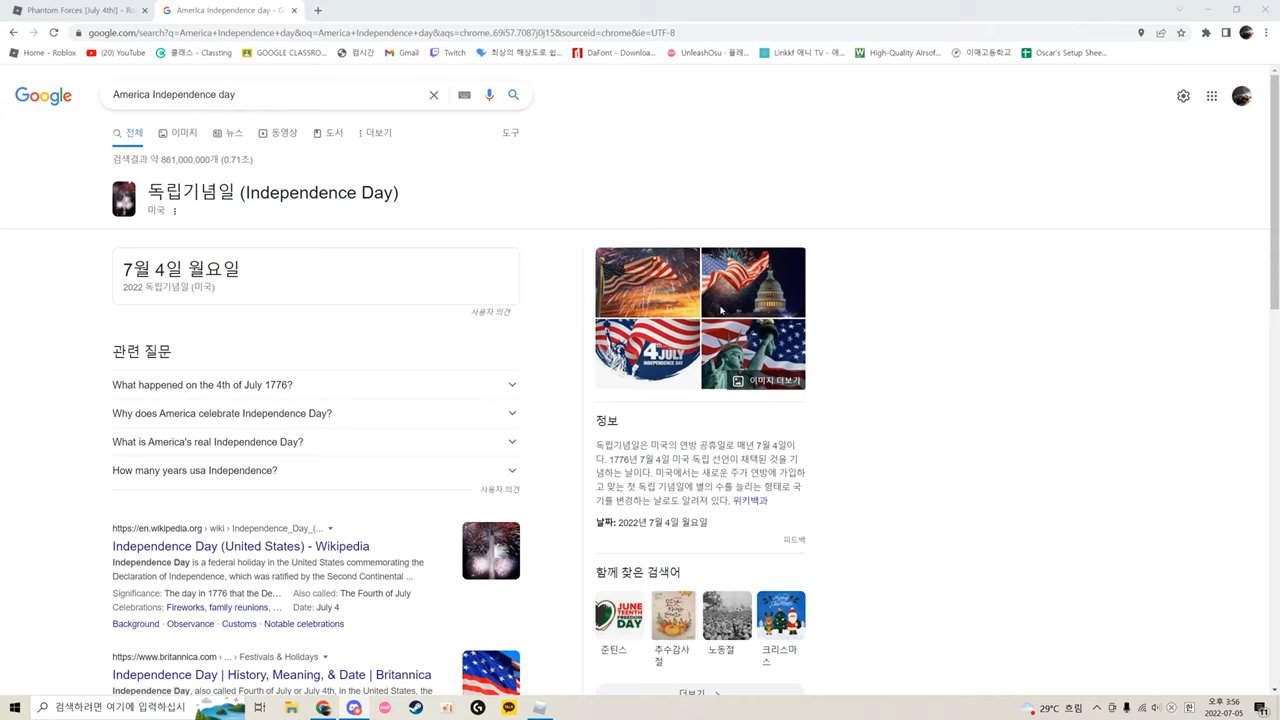 Phantom Forces [July 4th!] - Ro
America Independence day - G
google.com/search?q=America+Independence+day&oq=America+Independence+day&aqs=chrome..69i57.7087j0j15&sourceid=chrome&ie=UTF-8
Home - Roblox
(20) YouTube
클래스 - Classting
GOOGLE CLASSRO...
컴시간
Gmail
Twitch
최상의 해상도로 쉽...
DaFont - Downloa...
UnleashOsu - 플레...
Linkkf 애니 TV - 애...
High-Quality Airsof...
이매고등학교
Oscar's Setup Shee...
Google
America Independence day
전체
이미지
뉴스
동영상
도서
더보기
도구
검색결과 약 861,000,000개 (0.71초)
독립기념일 (Independence Day)
미국
7월 4일 월요일
2022 독립기념일 (미국)
사용자 의견
관련 질문
What happened on the 4th of July 1776?
Why does America celebrate Independence Day?
What is America's real Independence Day?
How many years usa Independence?
사용자 의견
https://en.wikipedia.org › wiki › Independence_Day_(...
Independence Day (United States) - Wikipedia
Independence Day is a federal holiday in the United States commemorating the
Declaration of Independence, which was ratified by the Second Continental ...
Significance: The day in 1776 that the De... Also called: The Fourth of July
Celebrations: Fireworks, family reunions, ... Date: July 4
Background · Observance · Customs · Notable celebrations
https://www.britannica.com › ... › Festivals & Holidays
Independence Day | History, Meaning, & Date | Britannica
Independence Day, also called Fourth of July or July 4th, in the United States, the
4 JULY
INDEPENDENCE DAY
이미지 더보기
정보
독립기념일은 미국의 연방 공휴일로 매년 7월 4일이
다. 1776년 7월 4일 미국 독립 선언이 채택된 것을 기
념하는 날이다. 미국에서는 새로운 주가 연방에 가입하
고 맞는 첫 독립 기념일에 별의 수를 늘리는 형태로 국
기를 변경하는 날로도 알려져 있다. 위키백과
날짜: 2022년 7월 4일 월요일
피드백
함께 찾은 검색어
JUNE
TEENTH
FREEDOM
DAY
준틴스
추수감사
절
노동절
크리스마
스
더보기
검색하려면 여기에 입력하십시
29°C 흐림
한
오후 3:56
2022-07-05
11